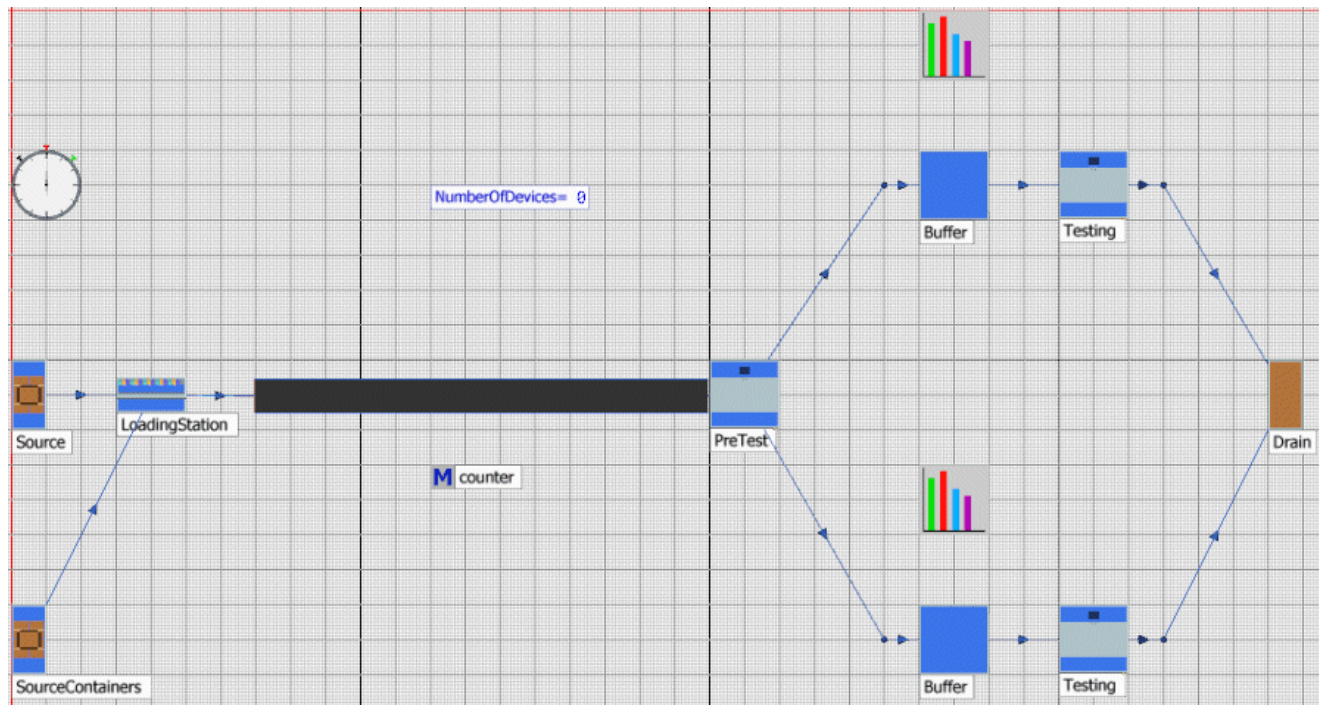 NumberOfDevices= 0
Buffer
Testing
Source
LoadingStation
PreTest
Drain
M counter
SourceContainers
Buffer
Testing